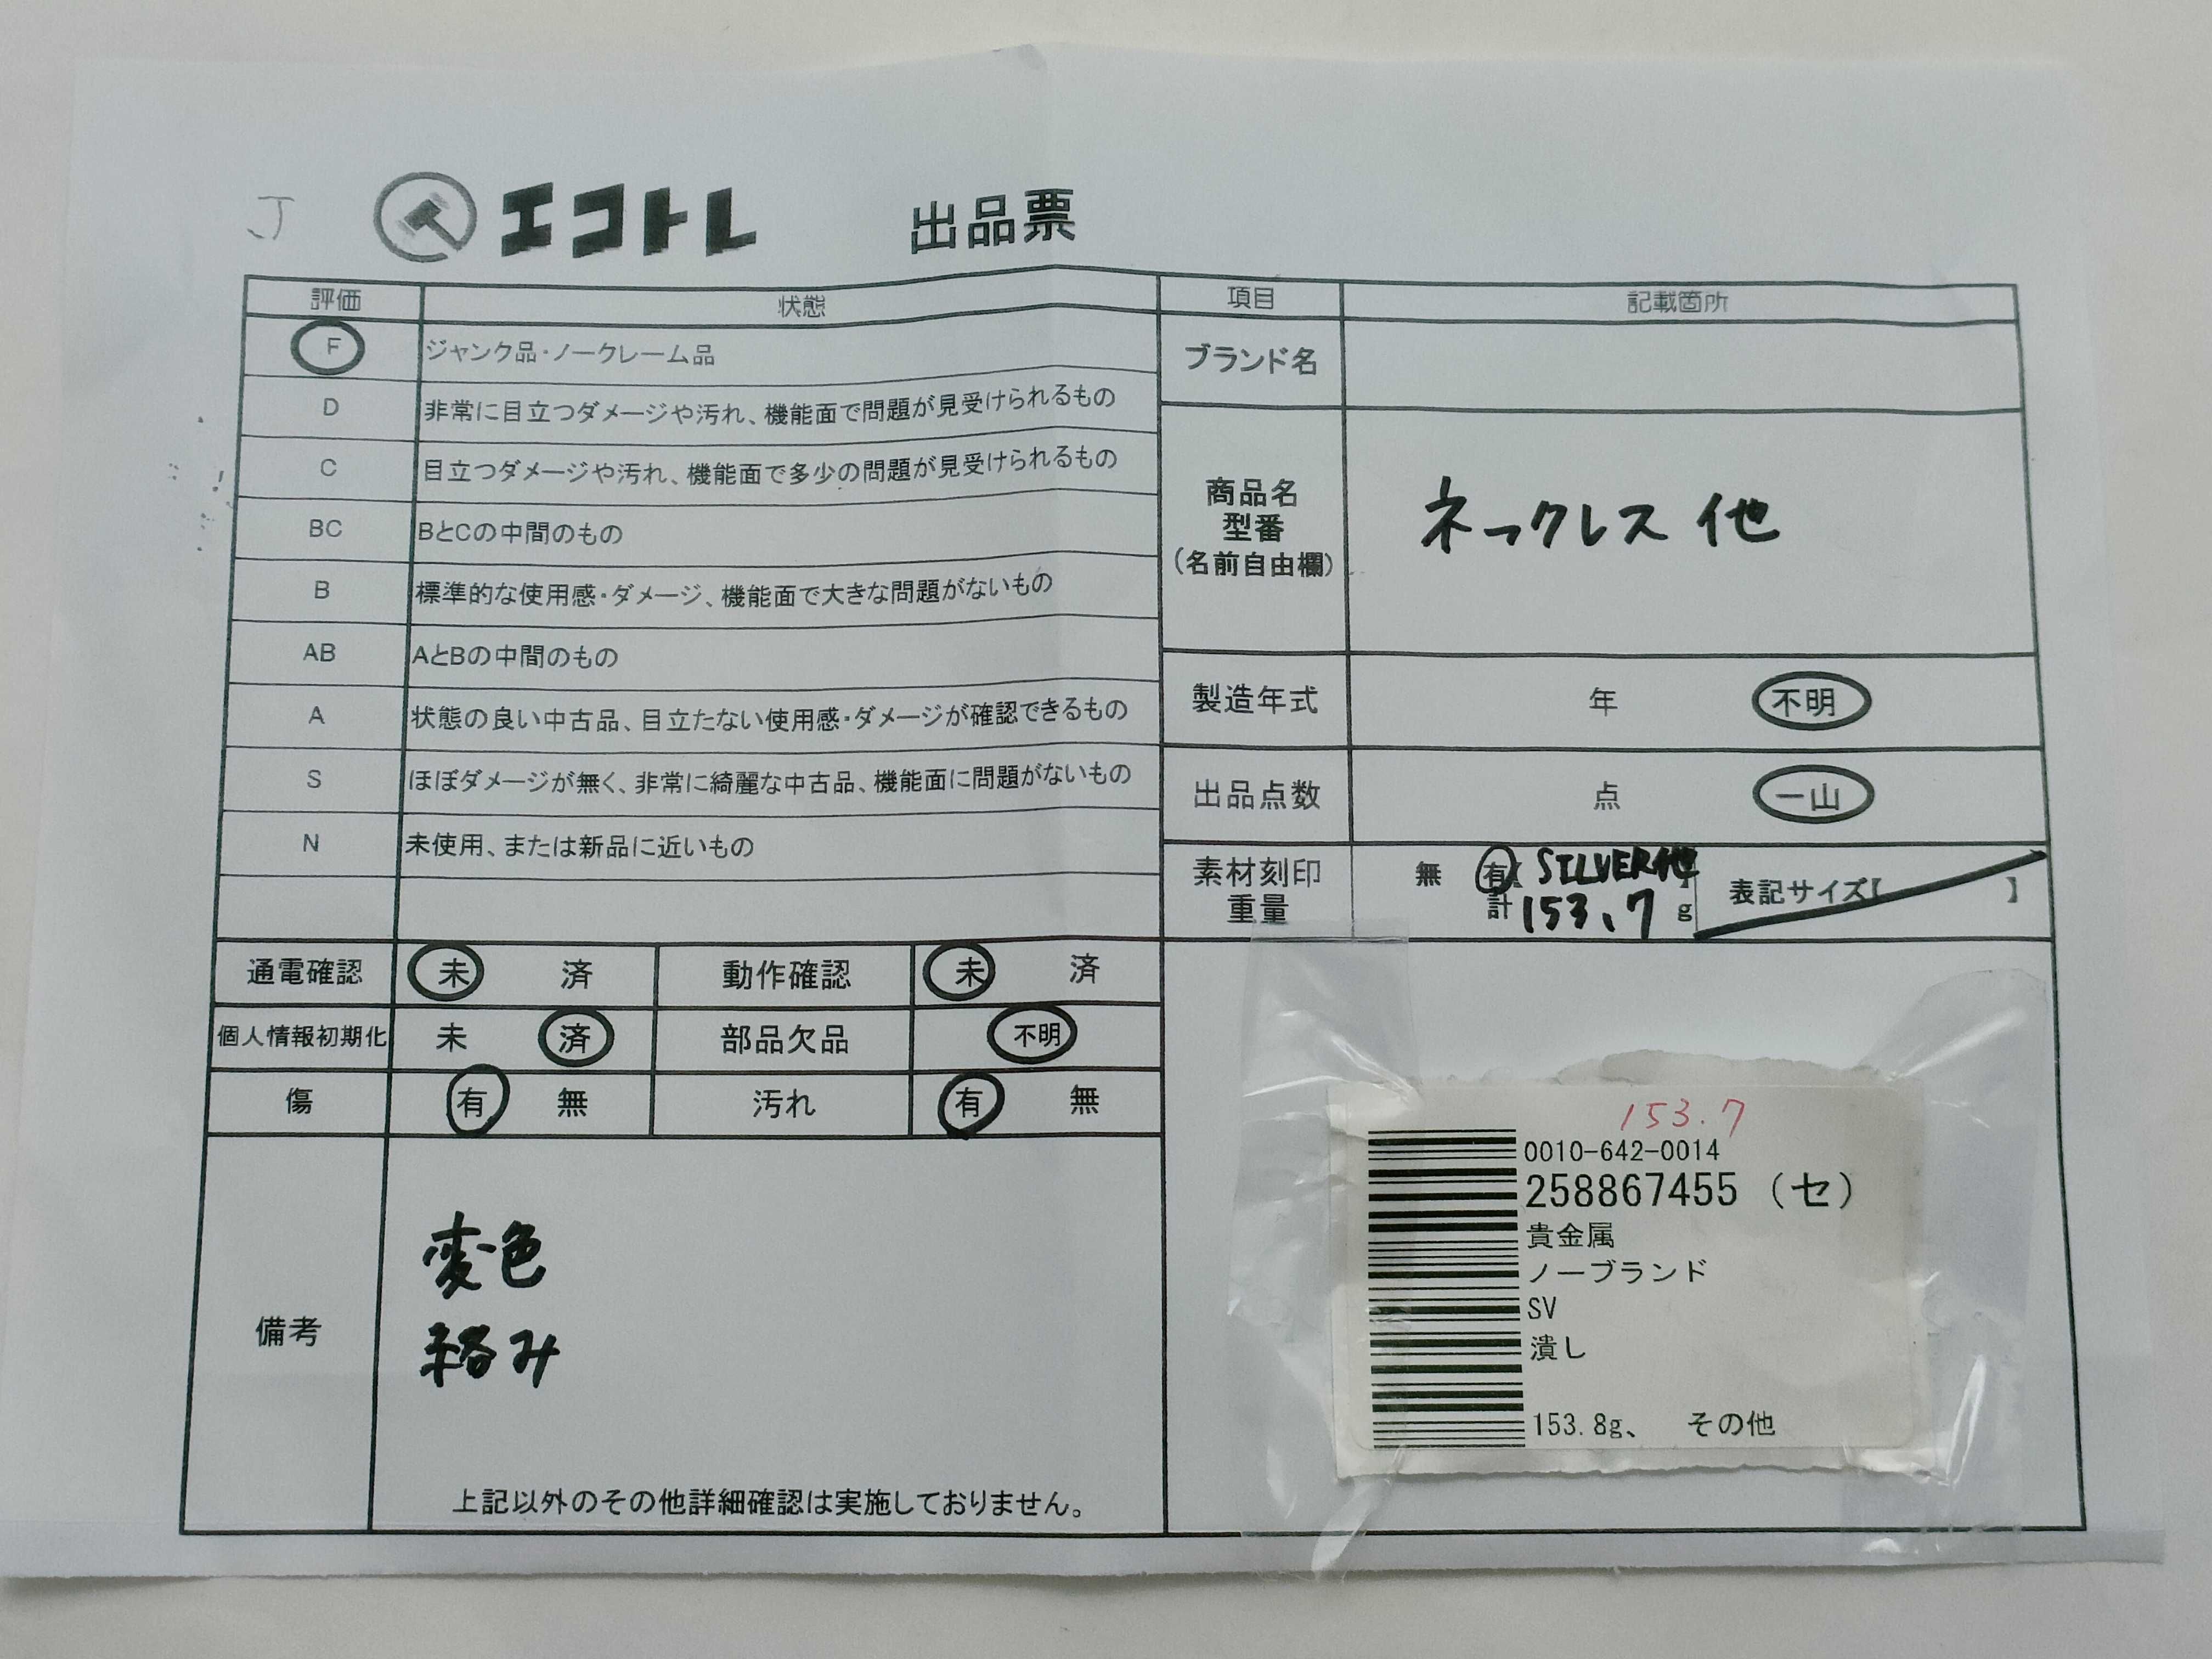 J エコトレ 出品票
評価 状態 項目 記載箇所
F ジャンク品・ノークレーム品
D 非常に目立つダメージや汚れ、機能面で問題が見受けられるもの
C 目立つダメージや汚れ、機能面で多少の問題が見受けられるもの
BC BとCの中間のもの
B 標準的な使用感・ダメージ、機能面で大きな問題がないもの
AB AとBの中間のもの
A 状態の良い中古品、目立たない使用感・ダメージが確認できるもの
S ほぼダメージが無く、非常に綺麗な中古品、機能面に問題がないもの
N 未使用、または新品に近いもの
ブランド名
商品名
型番
(名前自由欄)
ネックレス 他
製造年式 年 不明
出品点数 点 一山
素材刻印
重量
無 有【 SILVER他 】
計 153.7 g
表記サイズ【 】
通電確認 未 済 動作確認 未 済
個人情報初期化 未 済 部品欠品 不明
傷 有 無 汚れ 有 無
備考
変色
絡み
上記以外のその他詳細確認は実施しておりません。
153.7
0010-642-0014
258867455 (セ)
貴金属
ノーブランド
SV
潰し
153.8g、 その他